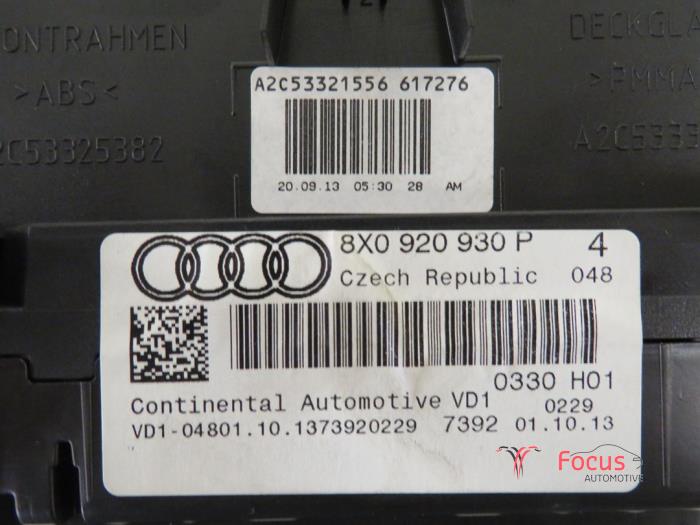 ONTRAHMEN
DECKGLA
>ABS<
>PMMA
2C53325382
A2C533
A2C53321556 617276
20.09.13 05:30 28 AM
8X0 920 930 P 4
Czech Republic 048
0330 H01
Continental Automotive VD1 0229
VD1-04801.10.1373920229 7392 01.10.13
Focus
AUTOMOTIVE